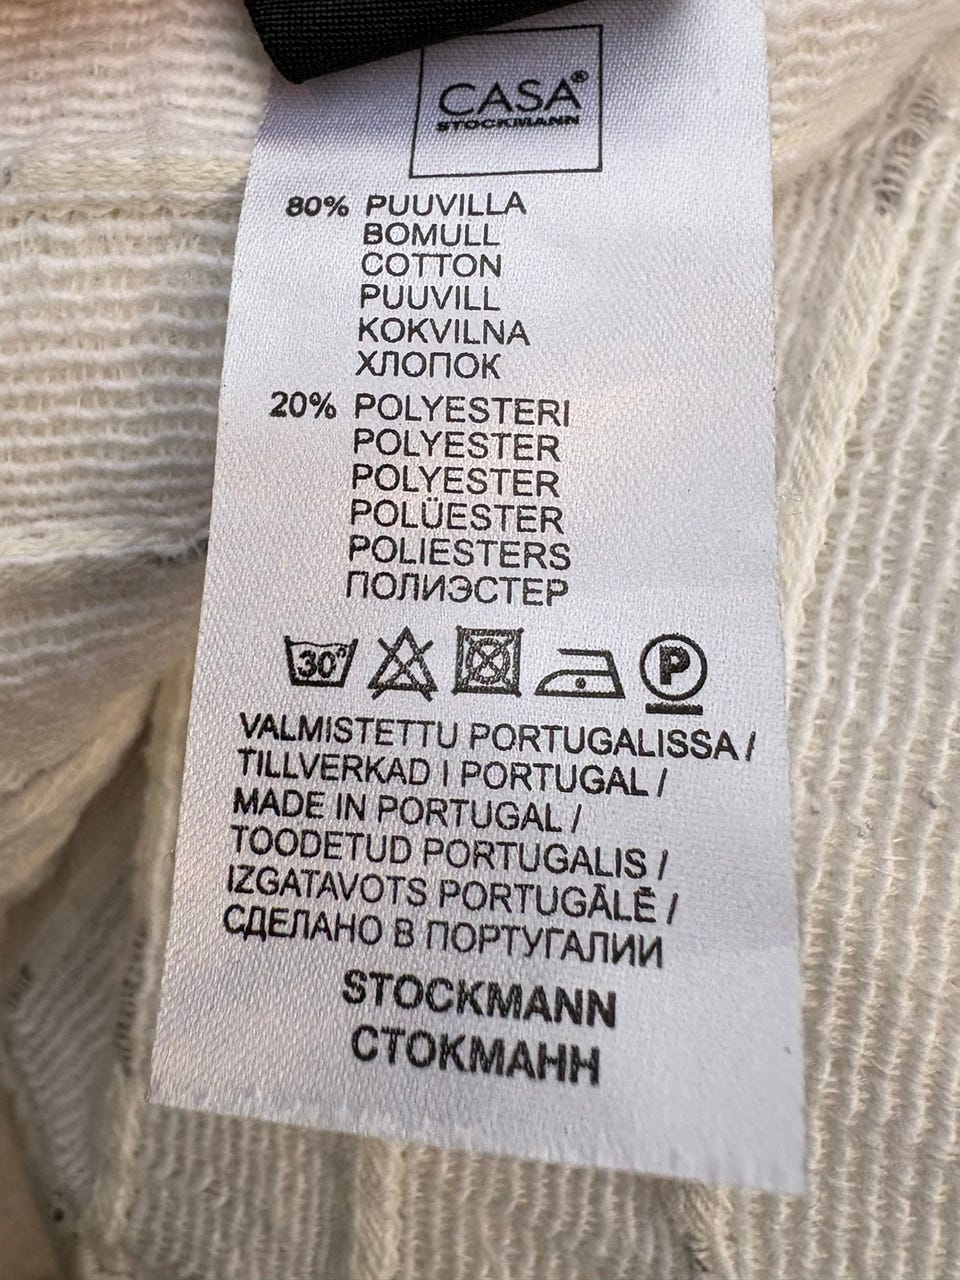 CASA®
STOCKMANN
80% PUUVILLA
BOMULL
COTTON
PUUVILL
KOKVILNA
ХЛОПОК
20% POLYESTERI
POLYESTER
POLYESTER
POLÜESTER
POLIESTERS
ПОЛИЭСТЕР
30° P
VALMISTETTU PORTUGALISSA /
TILLVERKAD I PORTUGAL /
MADE IN PORTUGAL /
TOODETUD PORTUGALIS /
IZGATAVOTS PORTUGĀLĒ /
СДЕЛАНО В ПОРТУГАЛИИ
STOCKMANN
СТОКМАНН